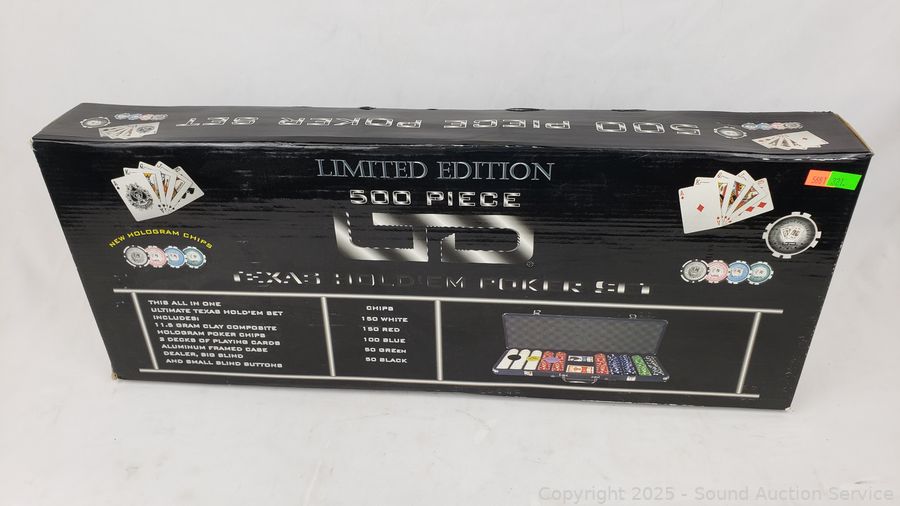 500 PIECE POKER SET
LIMITED EDITION
500 PIECE
UG
TEXAS HOLD'EM POKER SET
NEW HOLOGRAM CHIPS
THIS ALL IN ONE
ULTIMATE TEXAS HOLD'EM SET
INCLUDES:
11.5 GRAM CLAY COMPOSITE
HOLOGRAM POKER CHIPS
2 DECKS OF PLAYING CARDS
ALUMINUM FRAMED CASE
DEALER, BIG BLIND
AND SMALL BLIND BUTTONS
CHIPS
150 WHITE
150 RED
100 BLUE
50 GREEN
50 BLACK
5587 321
Copyright 2025 - Sound Auction Service